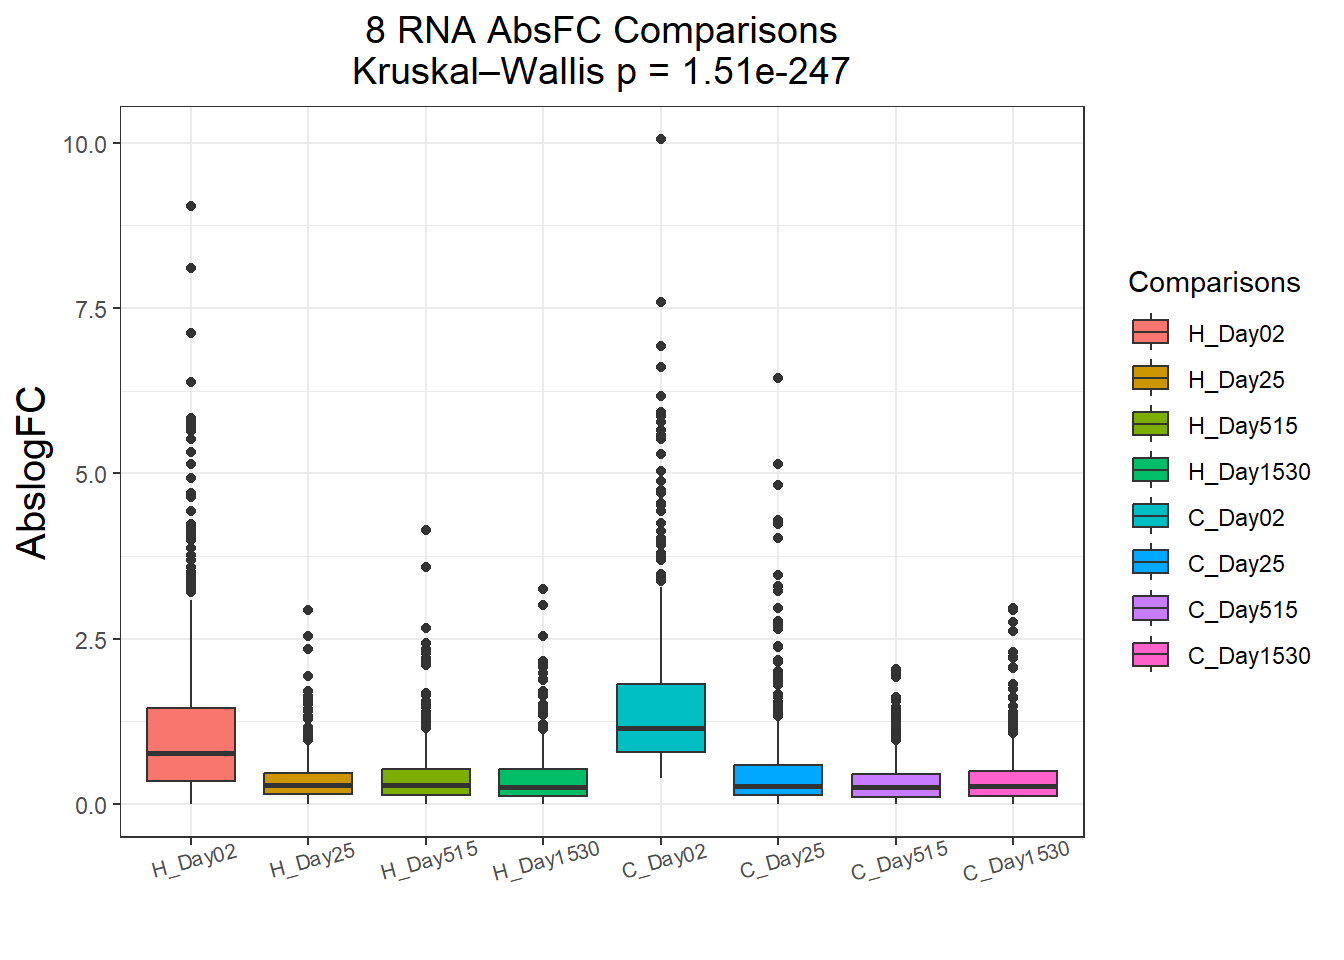 8 RNA AbsFC Comparisons
Kruskal–Wallis p = 1.51e-247
AbslogFC
10.0
7.5
5.0
2.5
0.0
H_Day02
H_Day25
H_Day515
H_Day1530
C_Day02
C_Day25
C_Day515
C_Day1530
Comparisons
H_Day02
H_Day25
H_Day515
H_Day1530
C_Day02
C_Day25
C_Day515
C_Day1530